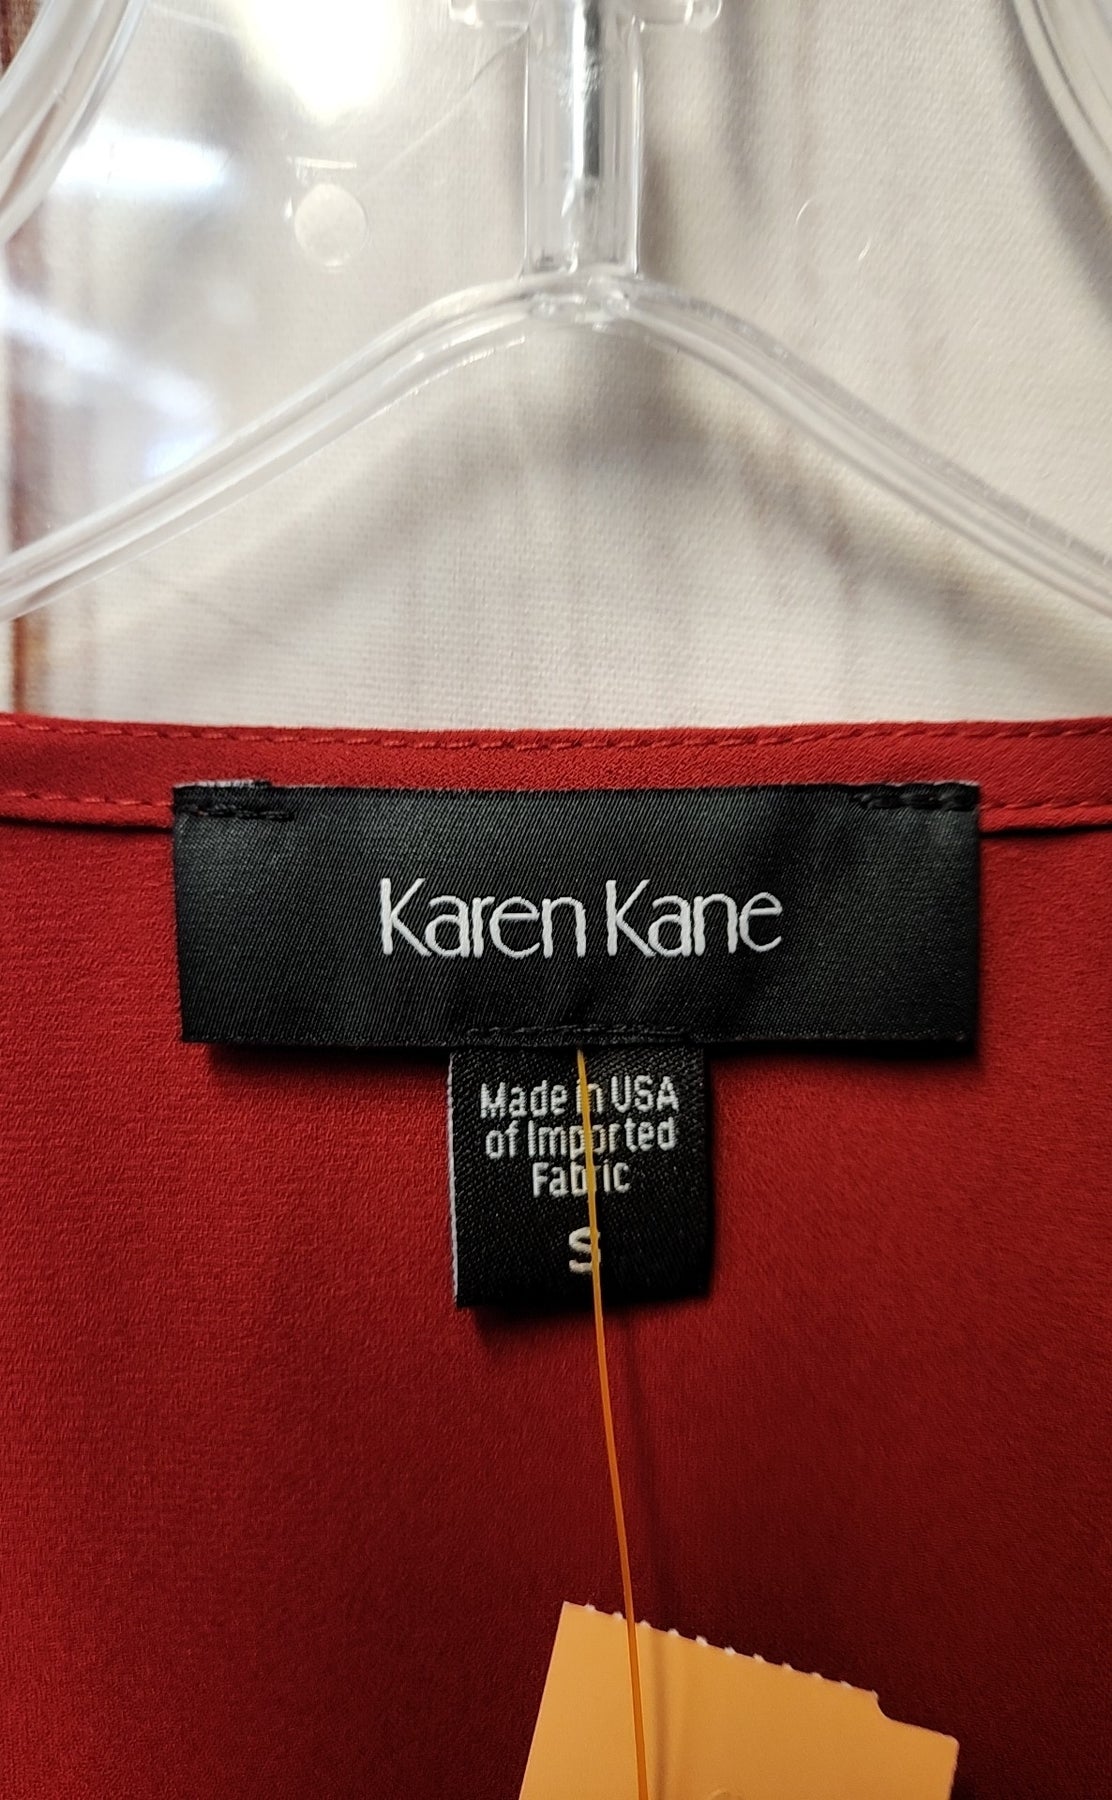 Karen Kane
Made in USA
of Imported
Fabric
S